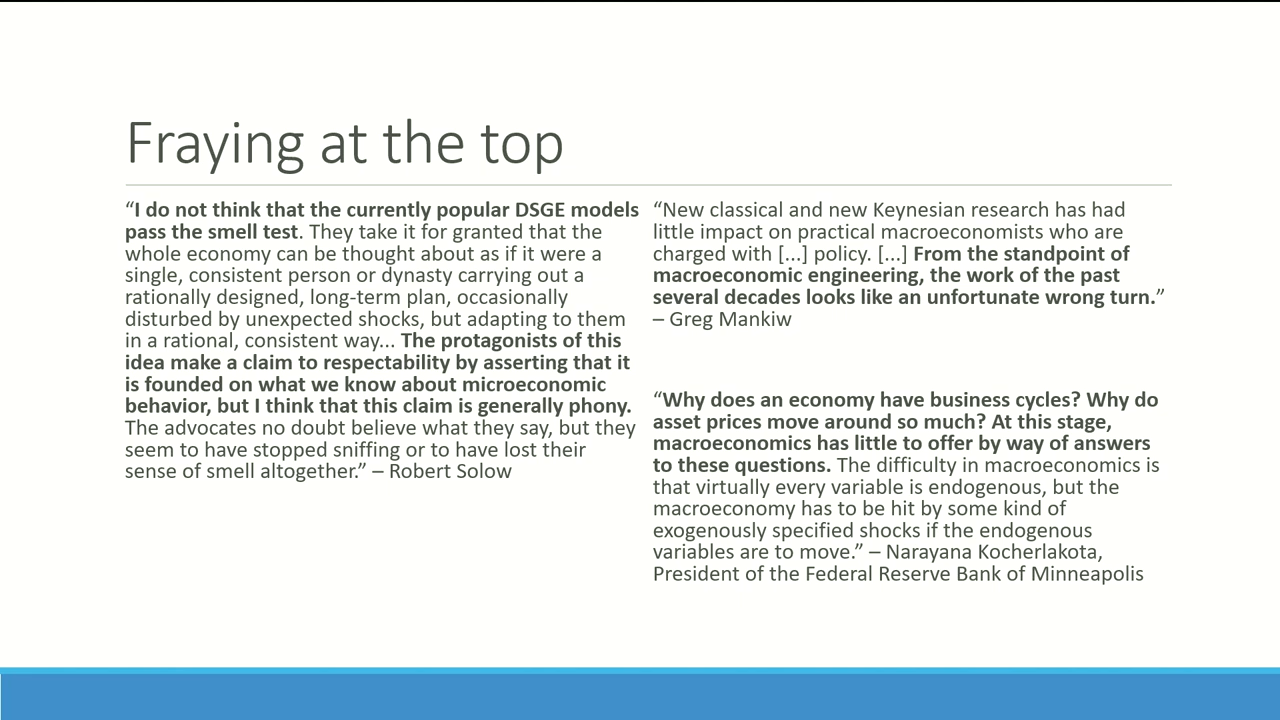 Fraying at the top
“I do not think that the currently popular DSGE models
pass the smell test. They take it for granted that the
whole economy can be thought about as if it were a
single, consistent person or dynasty carrying out a
rationally designed, long-term plan, occasionally
disturbed by unexpected shocks, but adapting to them
in a rational, consistent way... The protagonists of this
idea make a claim to respectability by asserting that it
is founded on what we know about microeconomic
behavior, but I think that this claim is generally phony.
The advocates no doubt believe what they say, but they
seem to have stopped sniffing or to have lost their
sense of smell altogether.” – Robert Solow
“New classical and new Keynesian research has had
little impact on practical macroeconomists who are
charged with [...] policy. [...] From the standpoint of
macroeconomic engineering, the work of the past
several decades looks like an unfortunate wrong turn.”
– Greg Mankiw
“Why does an economy have business cycles? Why do
asset prices move around so much? At this stage,
macroeconomics has little to offer by way of answers
to these questions. The difficulty in macroeconomics is
that virtually every variable is endogenous, but the
macroeconomy has to be hit by some kind of
exogenously specified shocks if the endogenous
variables are to move.” – Narayana Kocherlakota,
President of the Federal Reserve Bank of Minneapolis